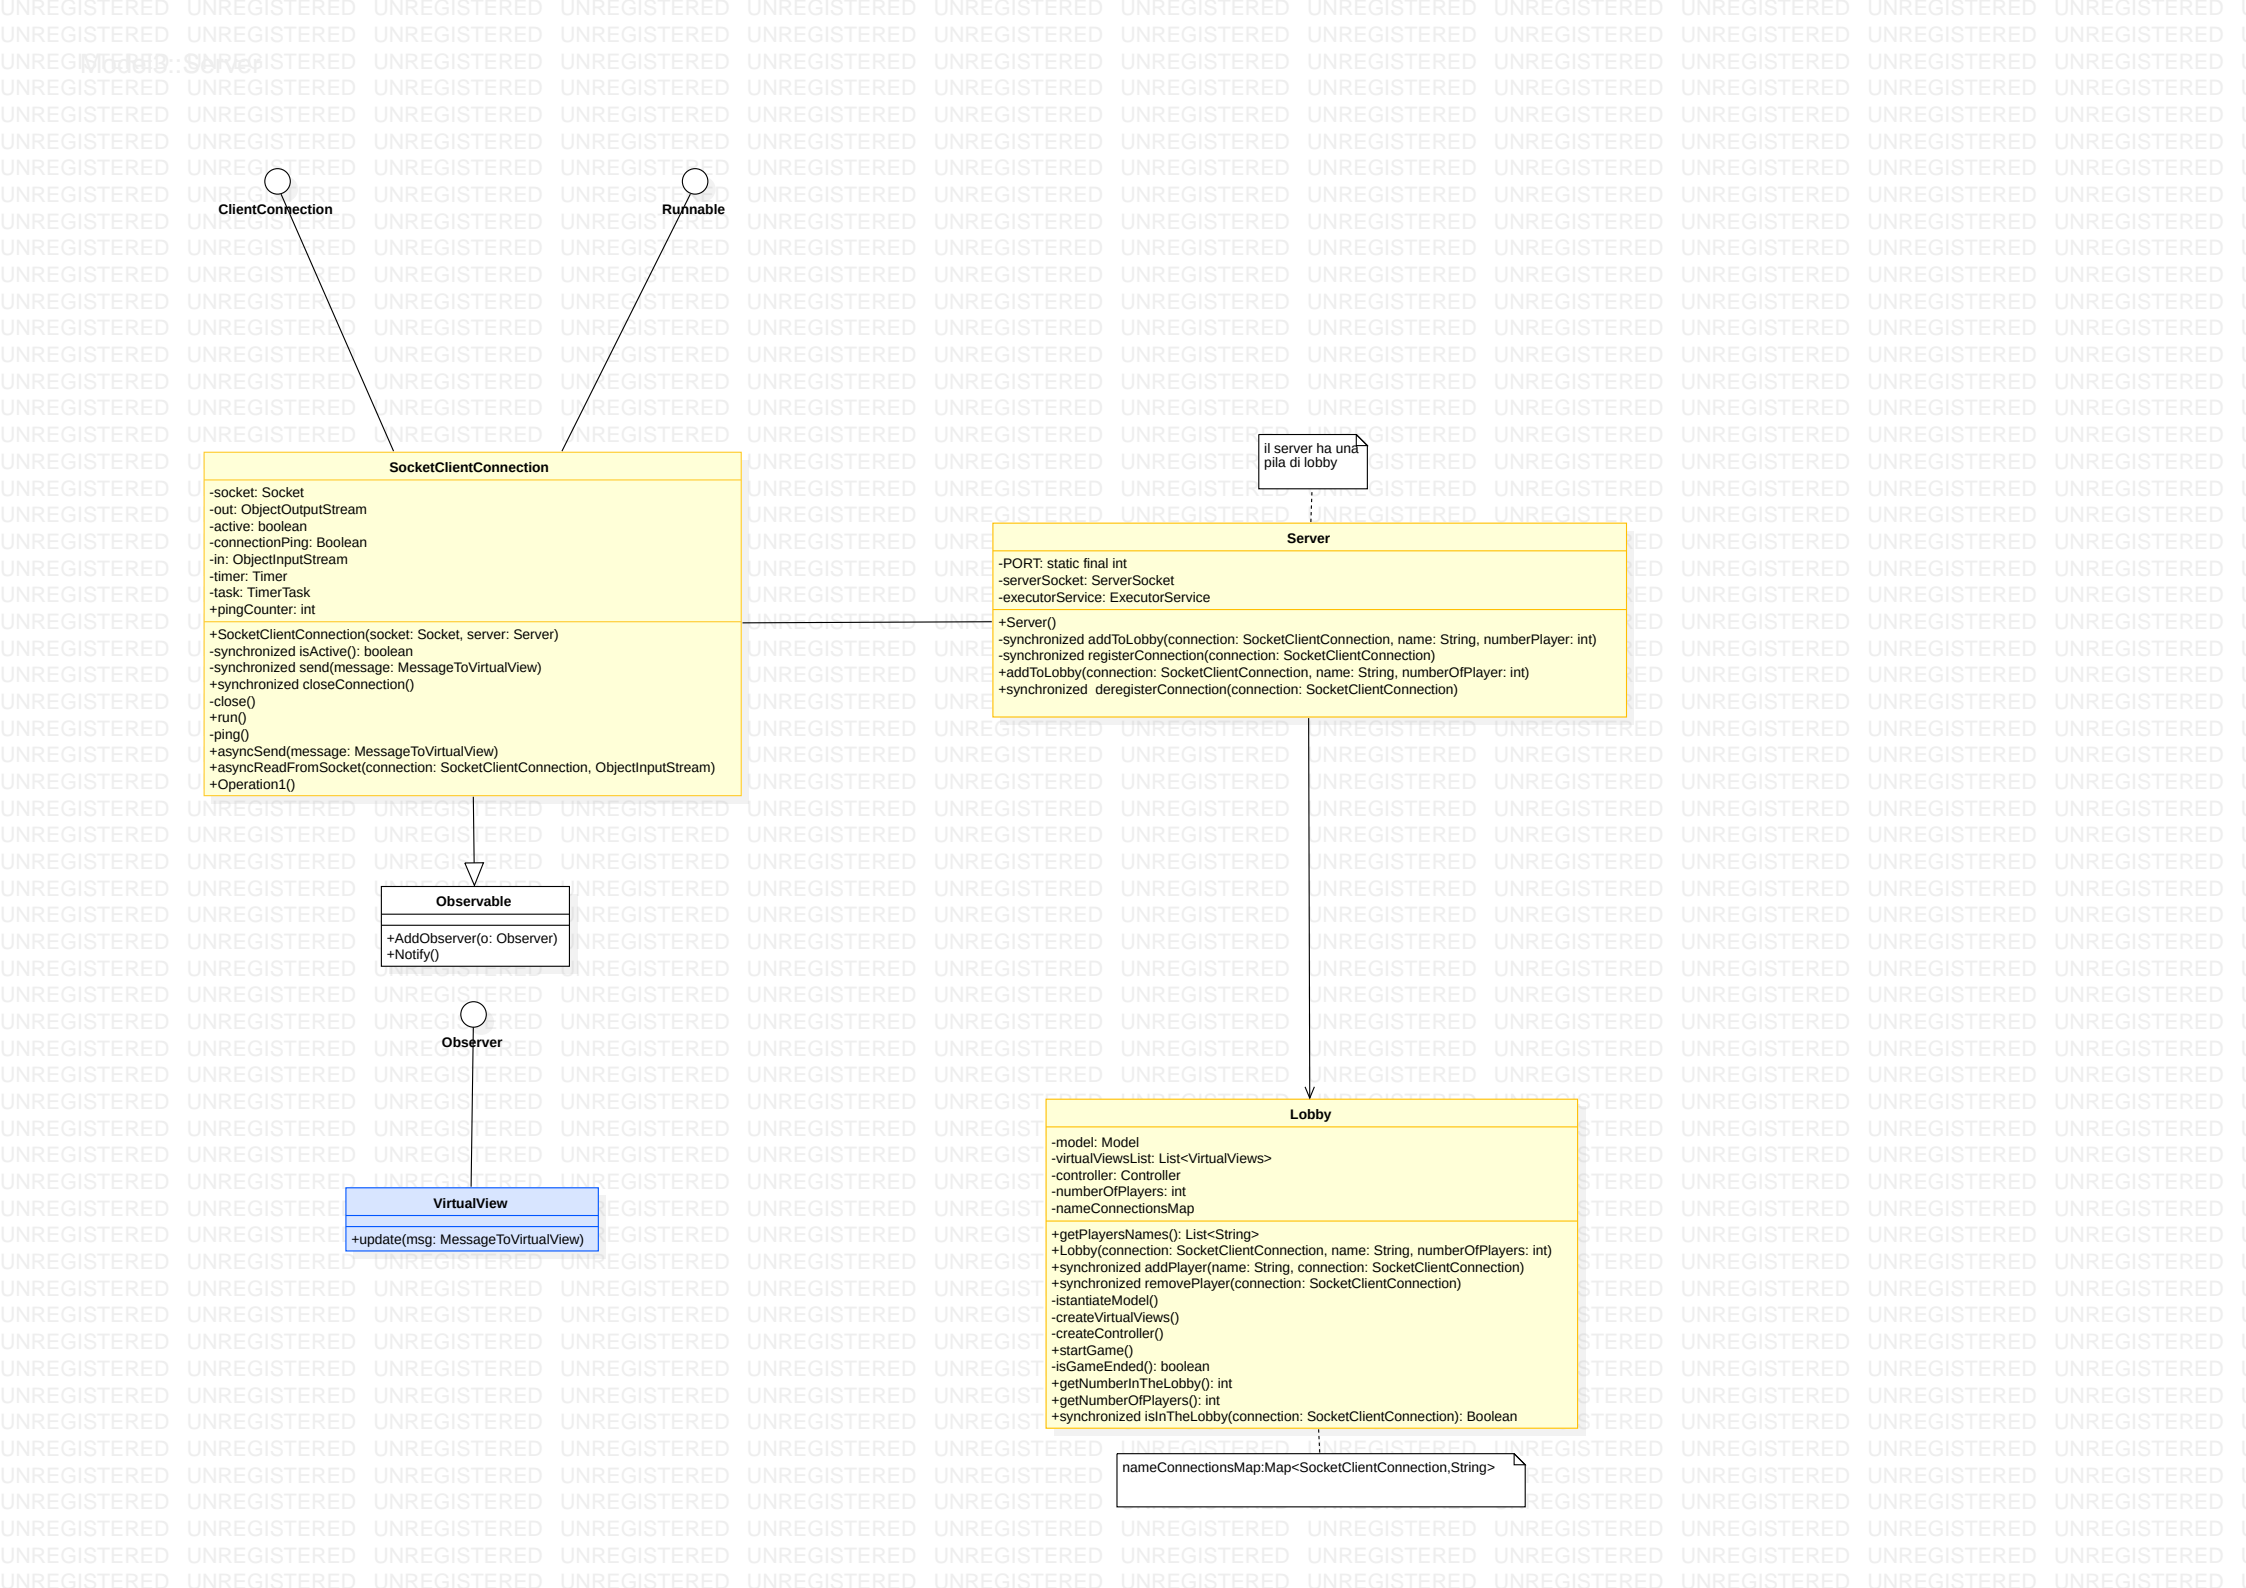 Model3::Server
ClientConnection
Runnable
SocketClientConnection
-socket: Socket
-out: ObjectOutputStream
-active: boolean
-connectionPing: Boolean
-in: ObjectInputStream
-timer: Timer
-task: TimerTask
+pingCounter: int
+SocketClientConnection(socket: Socket, server: Server)
-synchronized isActive(): boolean
-synchronized send(message: MessageToVirtualView)
+synchronized closeConnection()
-close()
+run()
-ping()
+asyncSend(message: MessageToVirtualView)
+asyncReadFromSocket(connection: SocketClientConnection, ObjectInputStream)
+Operation1()
il server ha una
pila di lobby
Server
-PORT: static final int
-serverSocket: ServerSocket
-executorService: ExecutorService
+Server()
-synchronized addToLobby(connection: SocketClientConnection, name: String, numberPlayer: int)
-synchronized registerConnection(connection: SocketClientConnection)
+addToLobby(connection: SocketClientConnection, name: String, numberOfPlayer: int)
+synchronized  deregisterConnection(connection: SocketClientConnection)
Observable
+AddObserver(o: Observer)
+Notify()
Observer
VirtualView
+update(msg: MessageToVirtualView)
Lobby
-model: Model
-virtualViewsList: List<VirtualViews>
-controller: Controller
-numberOfPlayers: int
-nameConnectionsMap
+getPlayersNames(): List<String>
+Lobby(connection: SocketClientConnection, name: String, numberOfPlayers: int)
+synchronized addPlayer(name: String, connection: SocketClientConnection)
+synchronized removePlayer(connection: SocketClientConnection)
-istantiateModel()
-createVirtualViews()
-createController()
+startGame()
-isGameEnded(): boolean
+getNumberInTheLobby(): int
+getNumberOfPlayers(): int
+synchronized isInTheLobby(connection: SocketClientConnection): Boolean
nameConnectionsMap:Map<SocketClientConnection,String>
UNREGISTERED